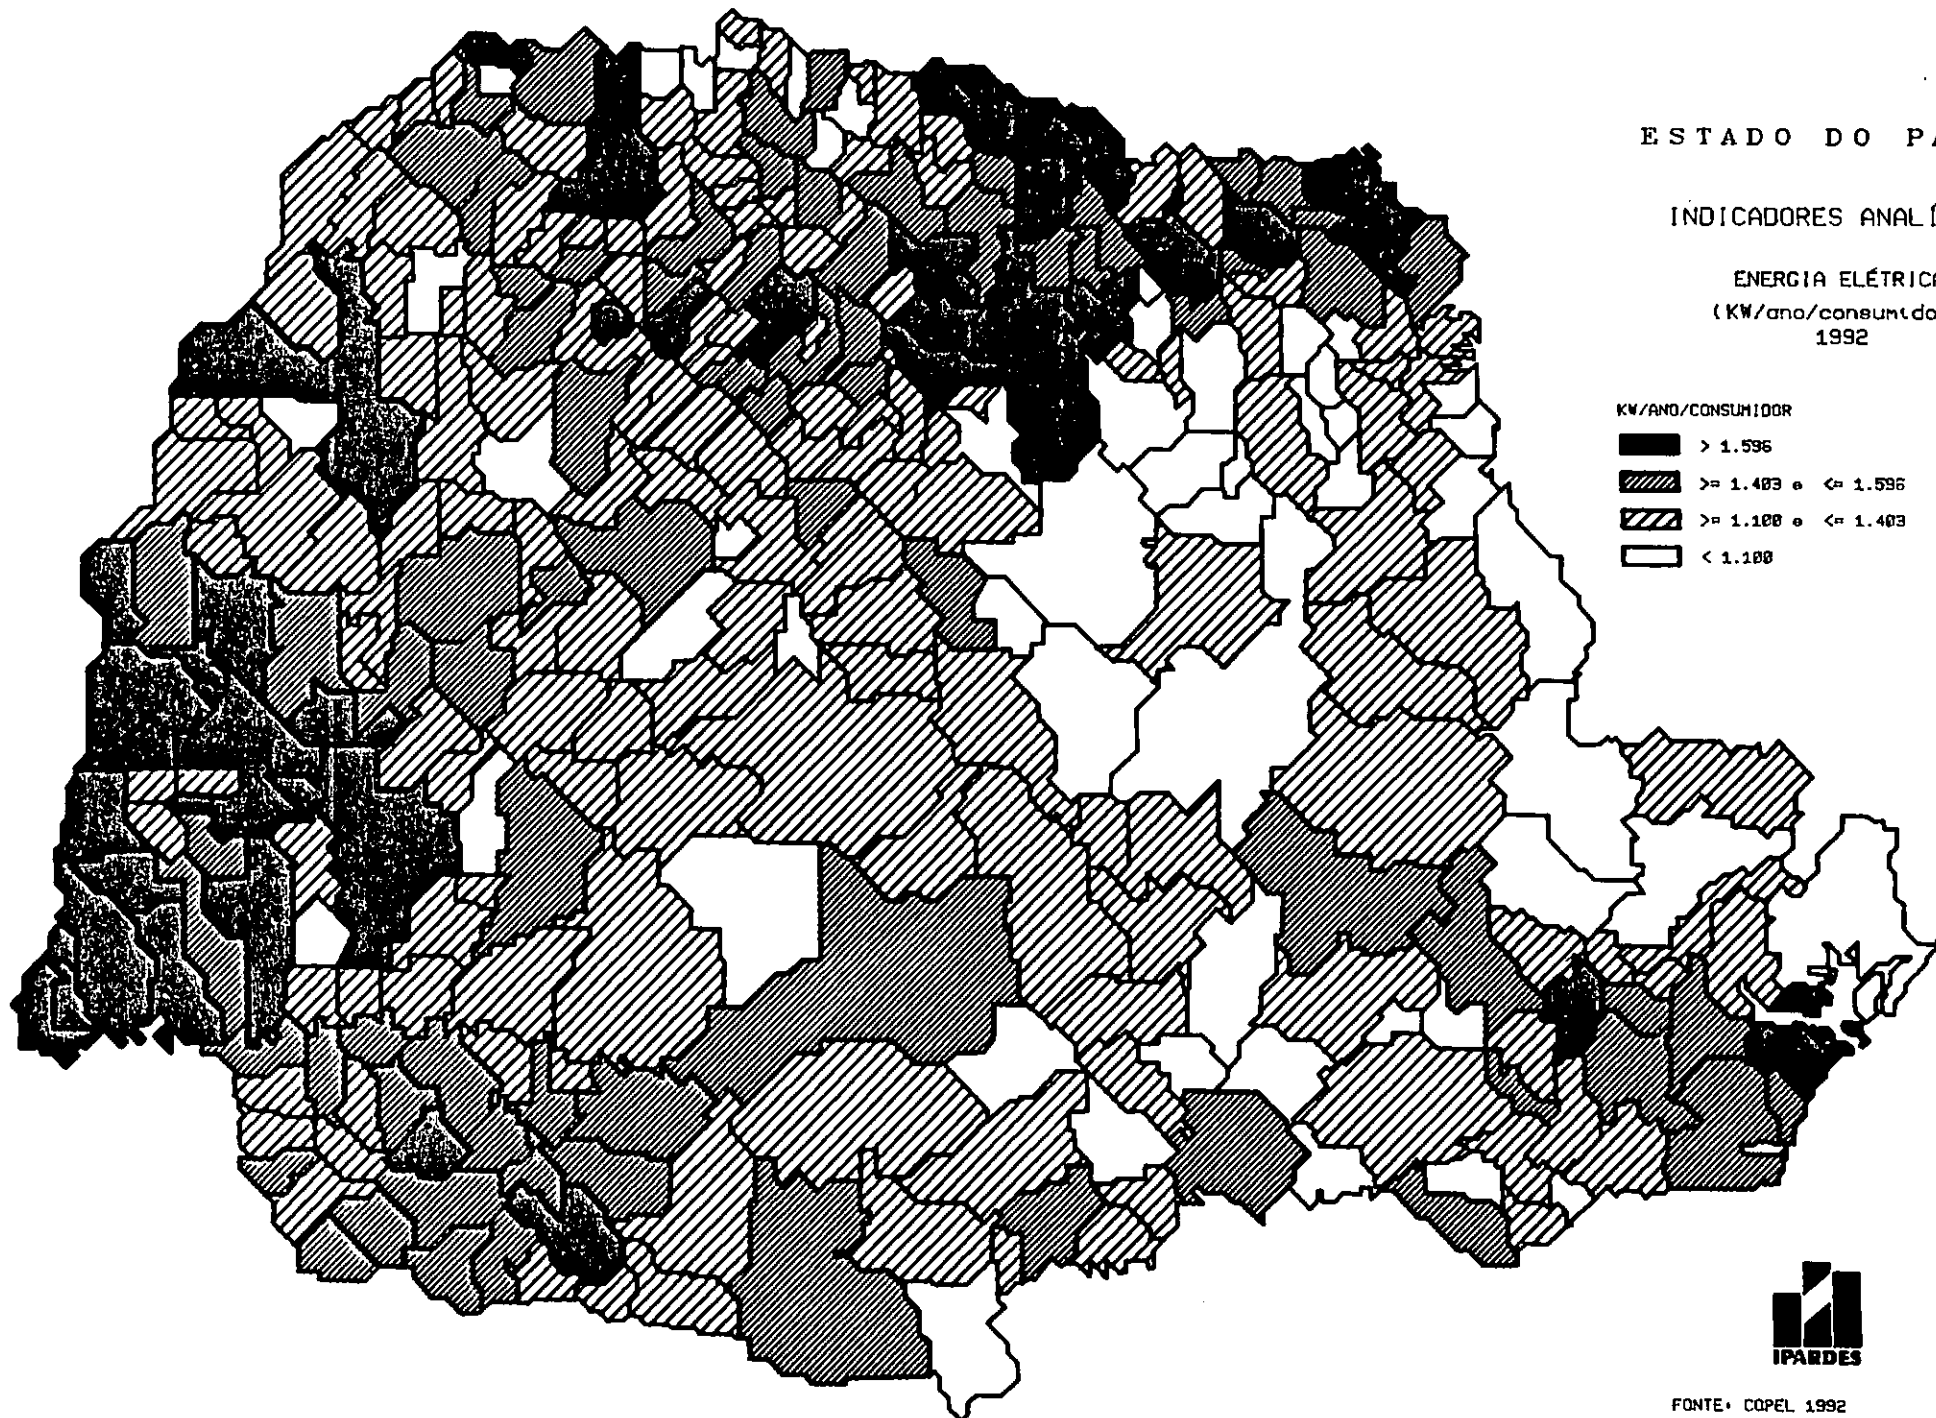 ESTADO DO PA
INDICADORES ANALÍ
ENERGIA ELÉTRICA
(KW/ano/consumido
1992
KW/ANO/CONSUMIDOR
> 1.596
>= 1.403 e <= 1.596
>= 1.100 e <= 1.403
< 1.100
IPARDES
FONTE: COPEL 1992